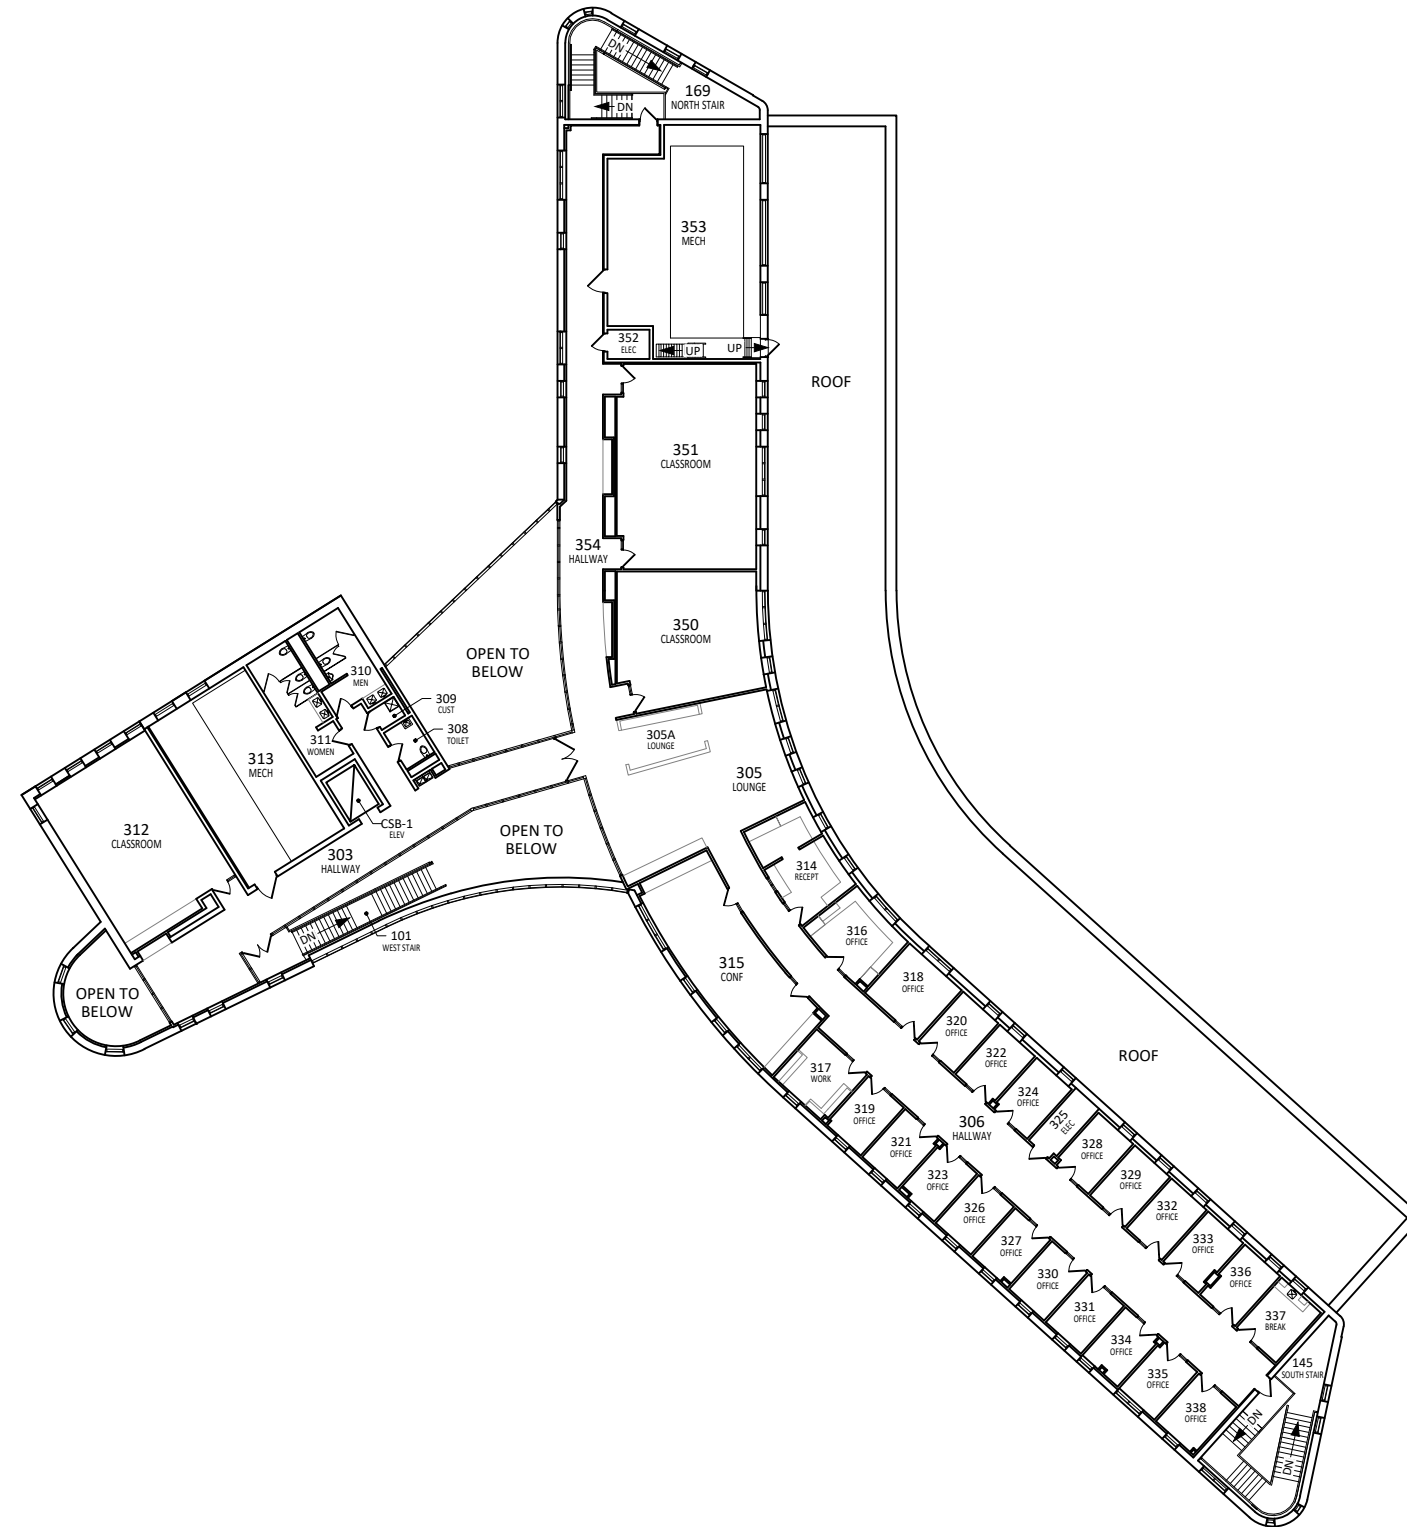 DN
169
NORTH STAIR
DN
353
MECH
352
ELEC
UP
UP
ROOF
351
CLASSROOM
354
HALLWAY
350
CLASSROOM
OPEN TO
BELOW
310
MEN
309
CUST
308
TOILET
311
WOMEN
313
MECH
305A
LOUNGE
305
LOUNGE
CSB-1
ELEV
312
CLASSROOM
303
HALLWAY
OPEN TO
BELOW
314
RECEPT
DN
101
WEST STAIR
316
OFFICE
315
CONF
318
OFFICE
OPEN TO
BELOW
320
OFFICE
322
OFFICE
ROOF
317
WORK
324
OFFICE
319
OFFICE
325
ELEC
306
HALLWAY
321
OFFICE
328
OFFICE
323
OFFICE
329
OFFICE
326
OFFICE
332
OFFICE
327
OFFICE
333
OFFICE
330
OFFICE
336
OFFICE
331
OFFICE
337
BREAK
334
OFFICE
145
SOUTH STAIR
335
OFFICE
338
OFFICE
DN
DN